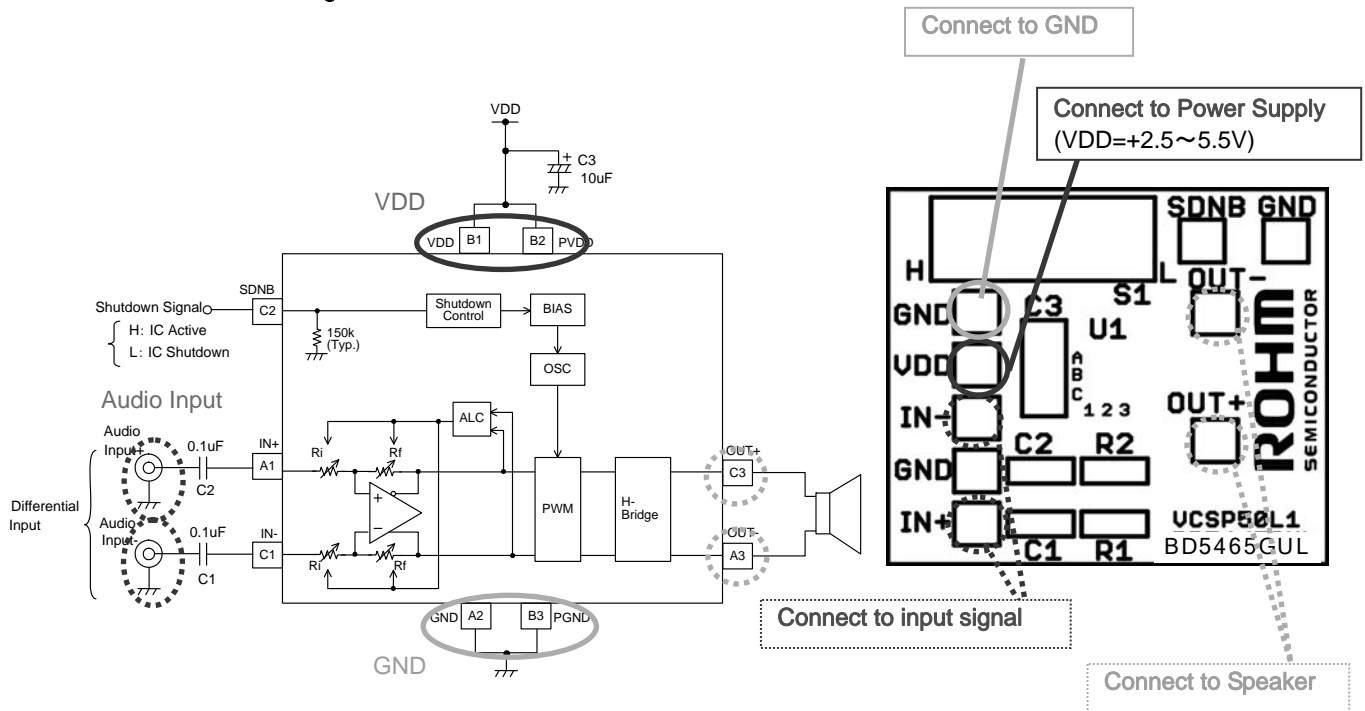 Connect to GND
Connect to Power Supply
(VDD=+2.5～5.5V)
VDD
+
C3
10uF
VDD
VDD B1 B2 PVDD
SDNB
Shutdown Signal C2
H: IC Active
L: IC Shutdown
150k
(Typ.)
Shutdown
Control
BIAS
OSC
Audio Input
Audio
Input+
0.1uF
C2
IN+
A1
Ri Rf
ALC
+
−
PWM
H-
Bridge
OUT+
C3
Differential
Input
Audio
Input-
0.1uF
C1
IN-
C1
Ri Rf
OUT-
A3
GND A2 B3 PGND
GND
SDNB GND
H L
S1
OUT-
GND C3
U1
VDD
A
B
C
1 2 3
IN-
OUT+
C2 R2
GND
IN+
C1 R1
VCSP50L1
BD5465GUL
ROHM
SEMICONDUCTOR
Connect to input signal
Connect to Speaker